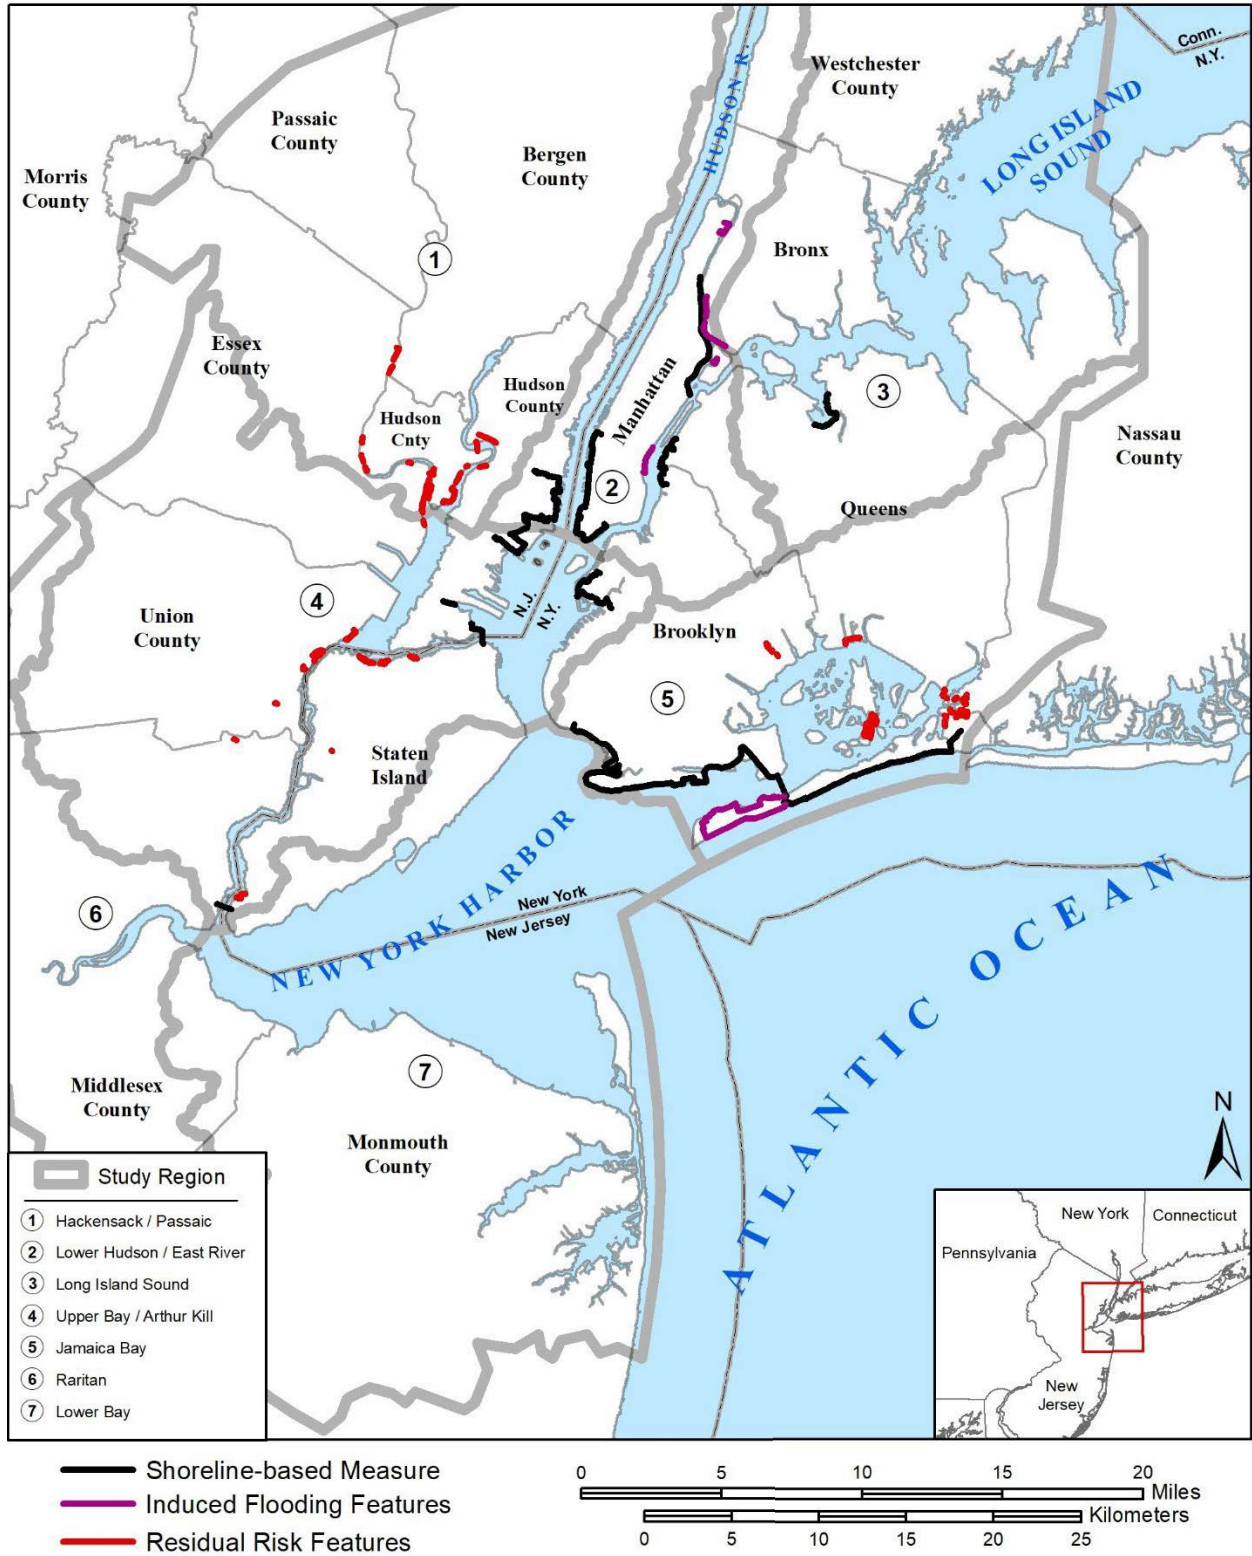 Conn.
N.Y.
Westchester
County
HUDSON R.
LONG ISLAND
SOUND
Passaic
County
Bergen
County
Morris
County
Bronx
1
Essex
County
Hudson
County
Manhattan
3
Hudson
Cnty
Nassau
County
2
Queens
N.J.
N.Y.
4
Union
County
Brooklyn
5
Staten
Island
NEW YORK HARBOR
New York
New Jersey
6
ATLANTIC OCEAN
7
Middlesex
County
Monmouth
County
N
Study Region
1 Hackensack / Passaic
2 Lower Hudson / East River
3 Long Island Sound
4 Upper Bay / Arthur Kill
5 Jamaica Bay
6 Raritan
7 Lower Bay
New York
Connecticut
Pennsylvania
New
Jersey
Shoreline-based Measure
Induced Flooding Features
Residual Risk Features
0 5 10 15 20
Miles
Kilometers
0 5 10 15 20 25